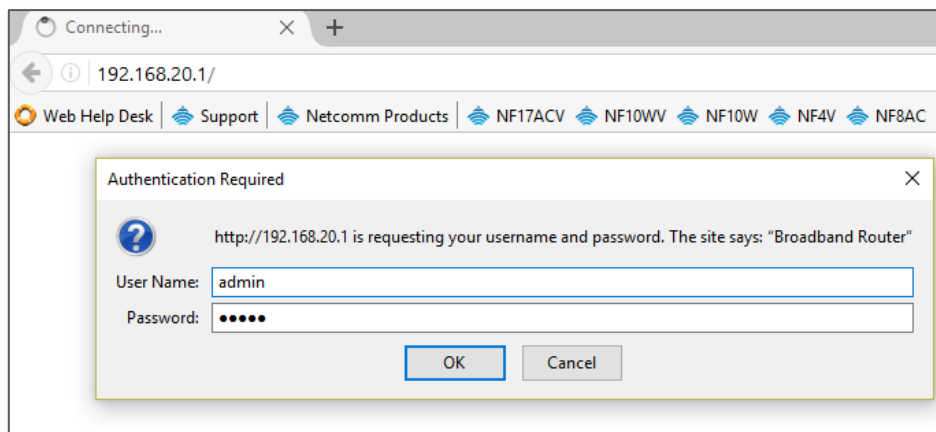 Connecting...
192.168.20.1/
Web Help Desk Support Netcomm Products NF17ACV NF10WV NF10W NF4V NF8AC
Authentication Required
http://192.168.20.1 is requesting your username and password. The site says: “Broadband Router”
User Name: admin
Password: •••••
OK Cancel